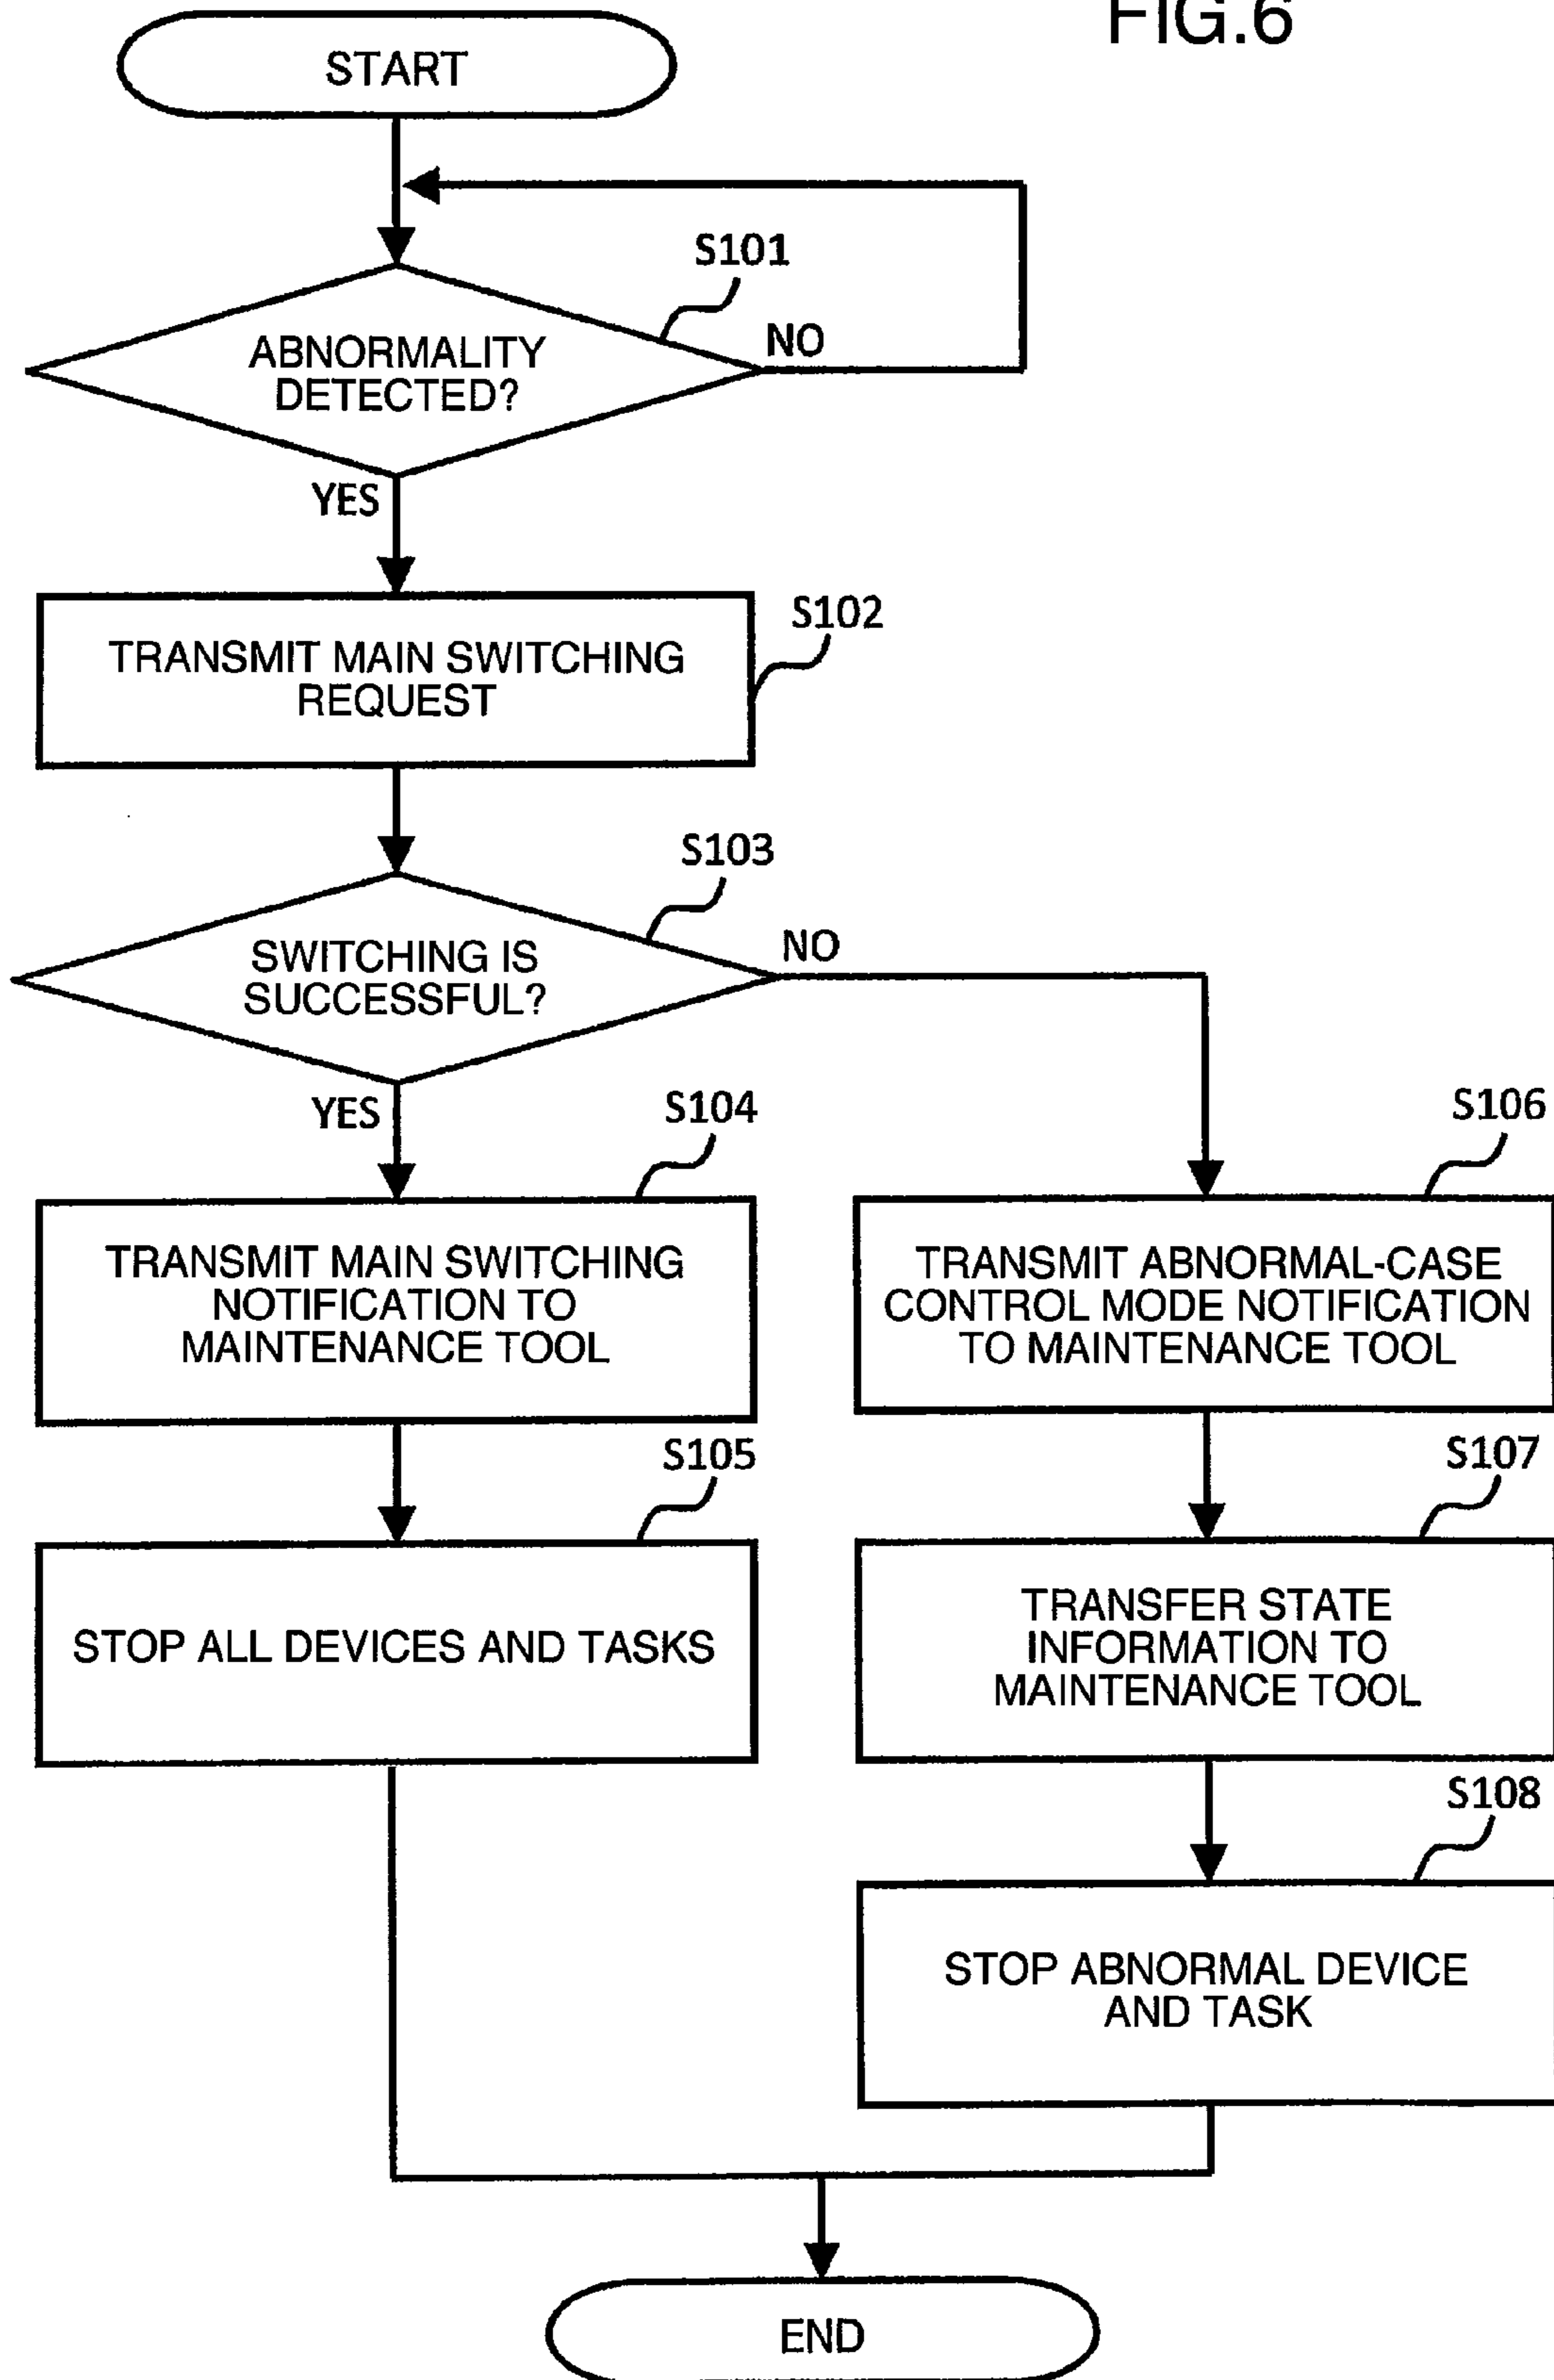 FIG.6
START
S101
ABNORMALITY
DETECTED?
NO
YES
S102
TRANSMIT MAIN SWITCHING
REQUEST
S103
SWITCHING IS
SUCCESSFUL?
NO
YES
S104
TRANSMIT MAIN SWITCHING
NOTIFICATION TO
MAINTENANCE TOOL
S106
TRANSMIT ABNORMAL-CASE
CONTROL MODE NOTIFICATION
TO MAINTENANCE TOOL
S105
STOP ALL DEVICES AND TASKS
S107
TRANSFER STATE
INFORMATION TO
MAINTENANCE TOOL
S108
STOP ABNORMAL DEVICE
AND TASK
END